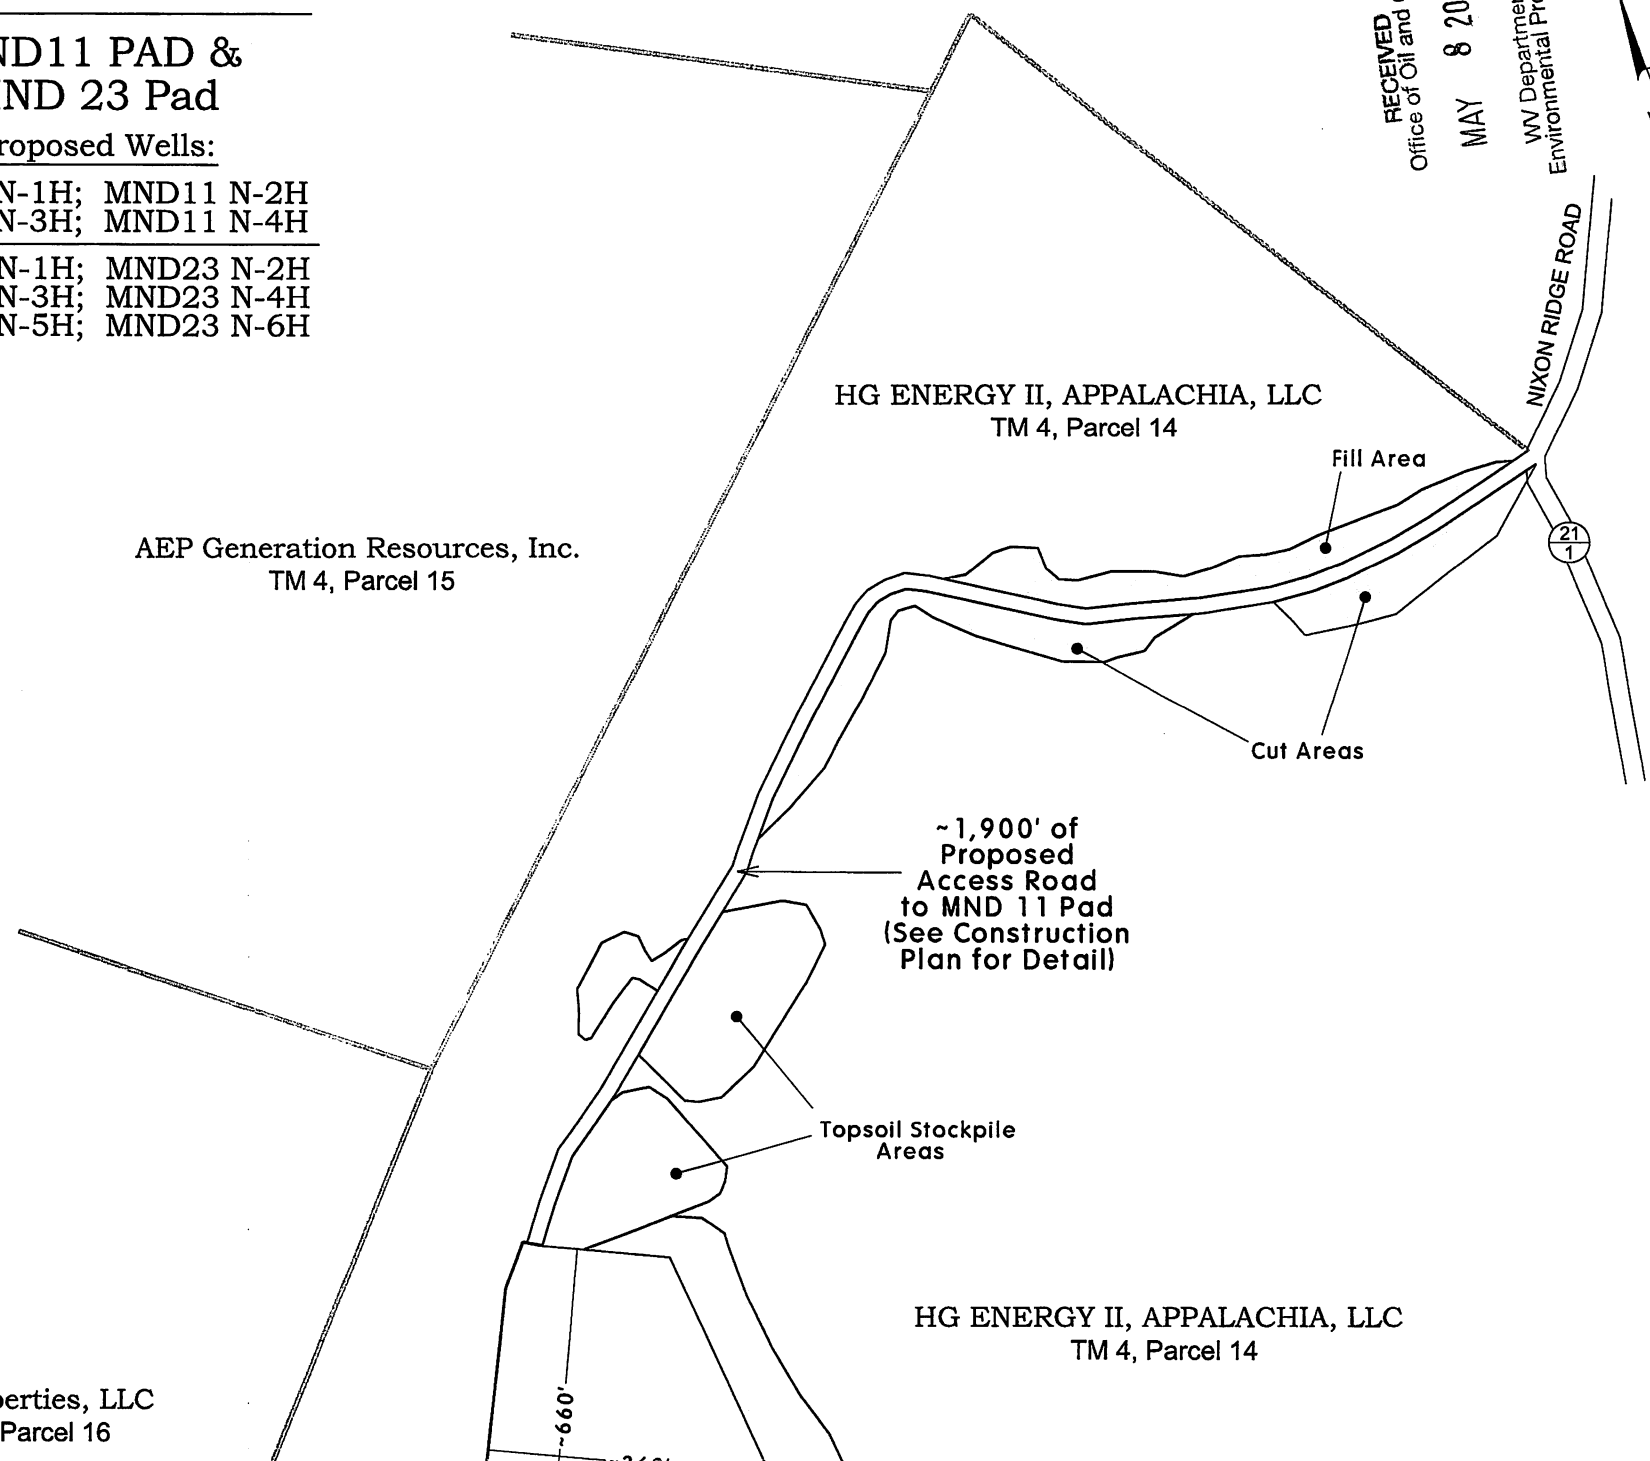 ND11 PAD &
ND 23 Pad
roposed Wells:
N-1H; MND11 N-2H
N-3H; MND11 N-4H
N-1H; MND23 N-2H
N-3H; MND23 N-4H
N-5H; MND23 N-6H
RECEIVED
Office of Oil and
MAY 8 20
WV Departmen
Environmental Pro
NIXON RIDGE ROAD
HG ENERGY II, APPALACHIA, LLC
TM 4, Parcel 14
Fill Area
21
1
AEP Generation Resources, Inc.
TM 4, Parcel 15
Cut Areas
~1,900' of
Proposed
Access Road
to MND 11 Pad
(See Construction
Plan for Detail)
Topsoil Stockpile
Areas
HG ENERGY II, APPALACHIA, LLC
TM 4, Parcel 14
perties, LLC
Parcel 16
~660'